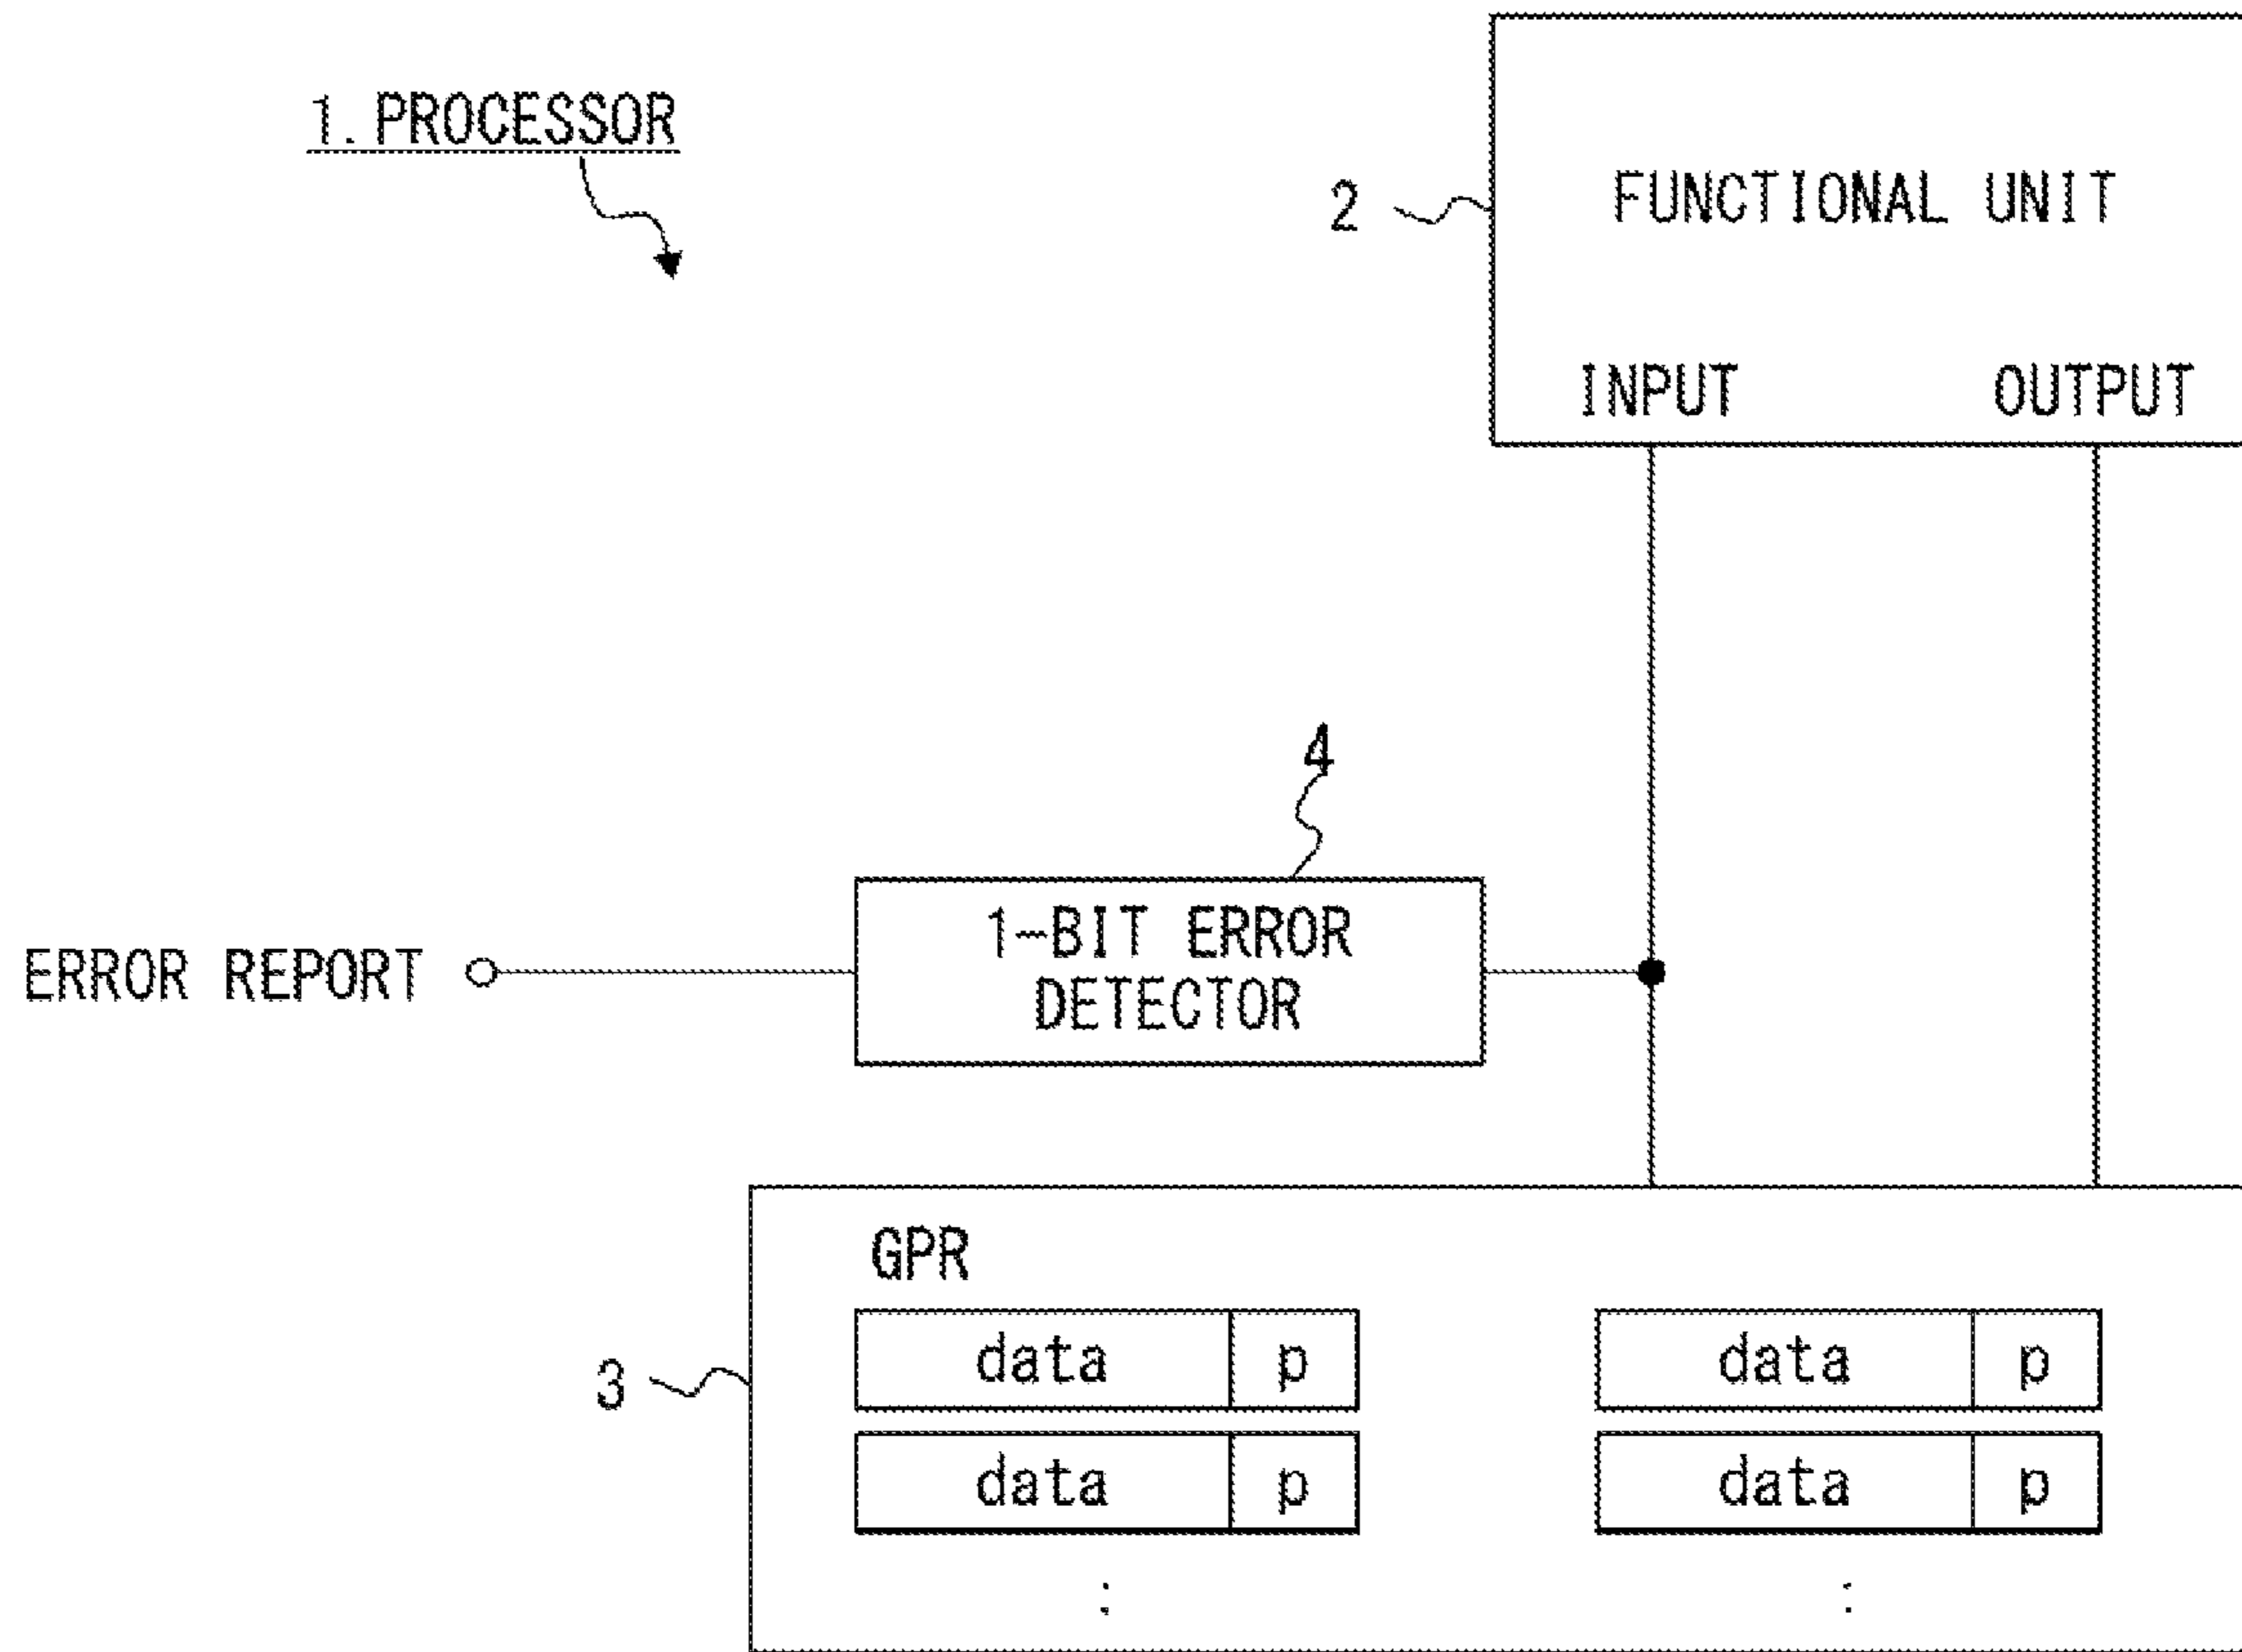 1. PROCESSOR
2
FUNCTIONAL UNIT
INPUT OUTPUT
4
1-BIT ERROR
DETECTOR
ERROR REPORT
GPR
3
data p data p
data p data p
: :